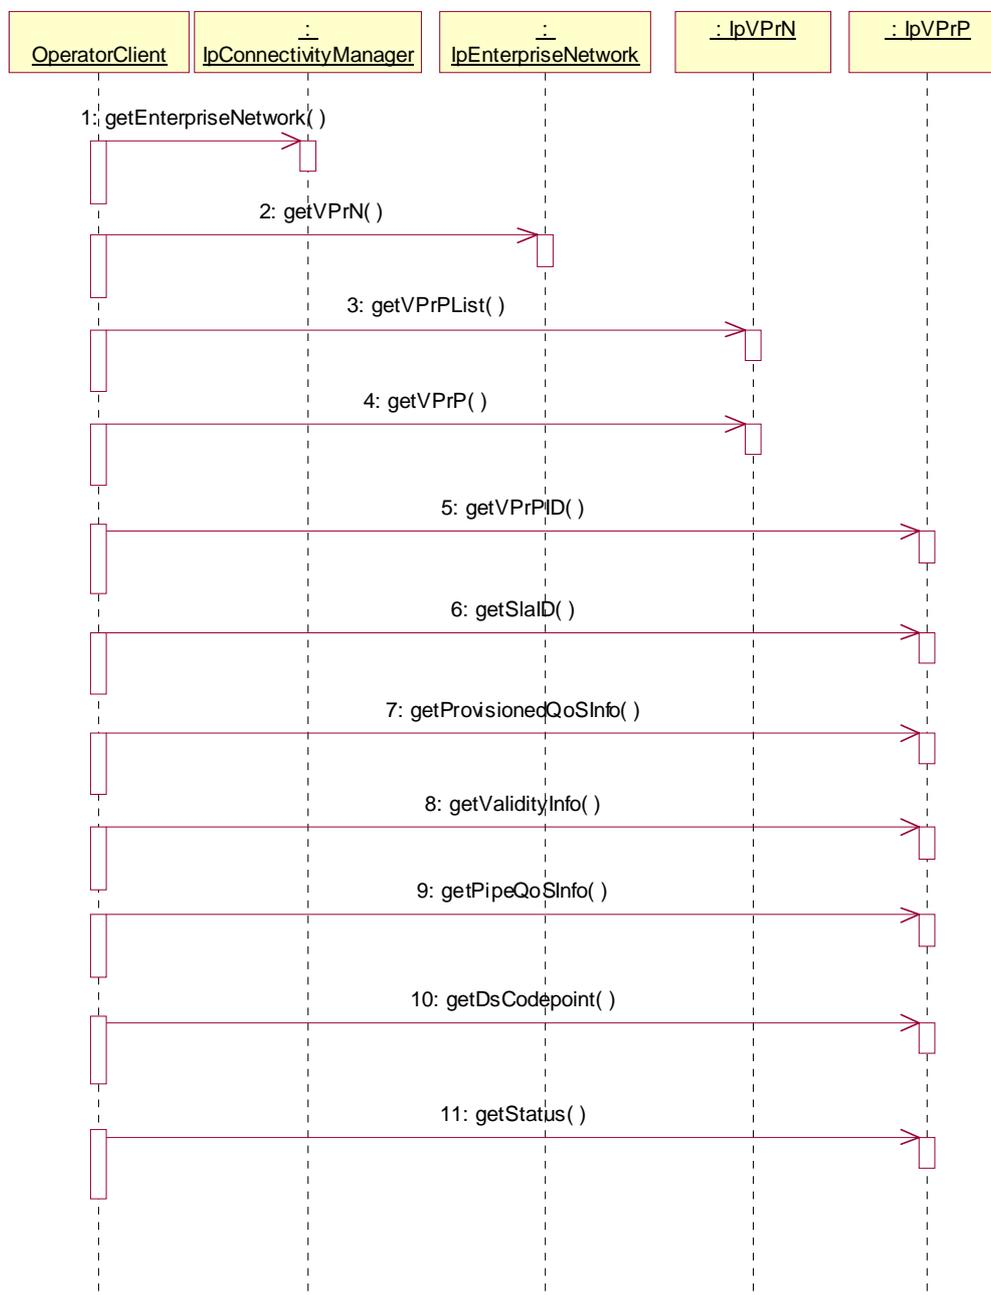 OperatorClient
:
IpConnectivityManager
:
IpEnterpriseNetwork
: IpVPrN
: IpVPrP
1: getEnterpriseNetwork( )
2: getVPrN( )
3: getVPrPList( )
4: getVPrP( )
5: getVPrPID( )
6: getSlaID( )
7: getProvisionedQoSInfo( )
8: getValidityInfo( )
9: getPipeQoSInfo( )
10: getDsCodepoint( )
11: getStatus( )